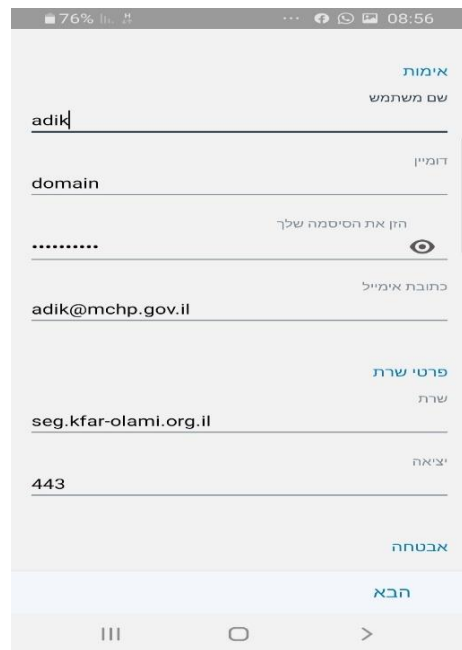 76% 08:56
אימות
שם משתמש
adik
דומיין
domain
הזן את הסיסמה שלך
••••••••••
כתובת אימייל
adik@mchp.gov.il
פרטי שרת
שרת
seg.kfar-olami.org.il
יציאה
443
אבטחה
הבא